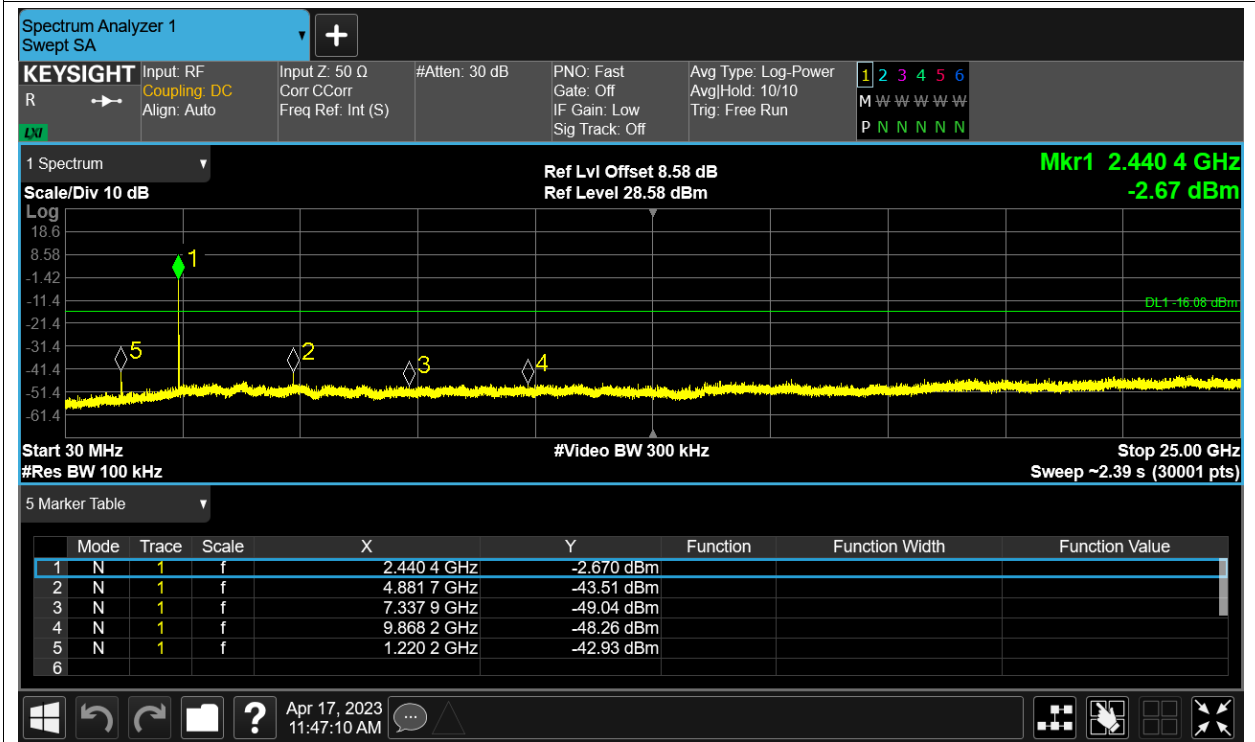 Spectrum Analyzer 1
Swept SA
KEYSIGHT Input: RF Input Z: 50 Ω #Atten: 30 dB PNO: Fast Avg Type: Log-Power 1 2 3 4 5 6
R Coupling: DC Corr CCorr Gate: Off Avg|Hold: 10/10 M W W W W W
Align: Auto Freq Ref: Int (S) IF Gain: Low Trig: Free Run
LXI Sig Track: Off P N N N N N
1 Spectrum Ref Lvl Offset 8.58 dB Mkr1 2.440 4 GHz
Scale/Div 10 dB Ref Level 28.58 dBm -2.67 dBm
Log
18.6
8.58 1
-1.42
-11.4 DL1 -16.08 dBm
-21.4
-31.4 5 2
-41.4 3 4
-51.4
-61.4
Start 30 MHz #Video BW 300 kHz Stop 25.00 GHz
#Res BW 100 kHz Sweep ~2.39 s (30001 pts)
5 Marker Table
Mode Trace Scale X Y Function Function Width Function Value
1 N 1 f 2.440 4 GHz -2.670 dBm
2 N 1 f 4.881 7 GHz -43.51 dBm
3 N 1 f 7.337 9 GHz -49.04 dBm
4 N 1 f 9.868 2 GHz -48.26 dBm
5 N 1 f 1.220 2 GHz -42.93 dBm
6
? Apr 17, 2023
11:47:10 AM